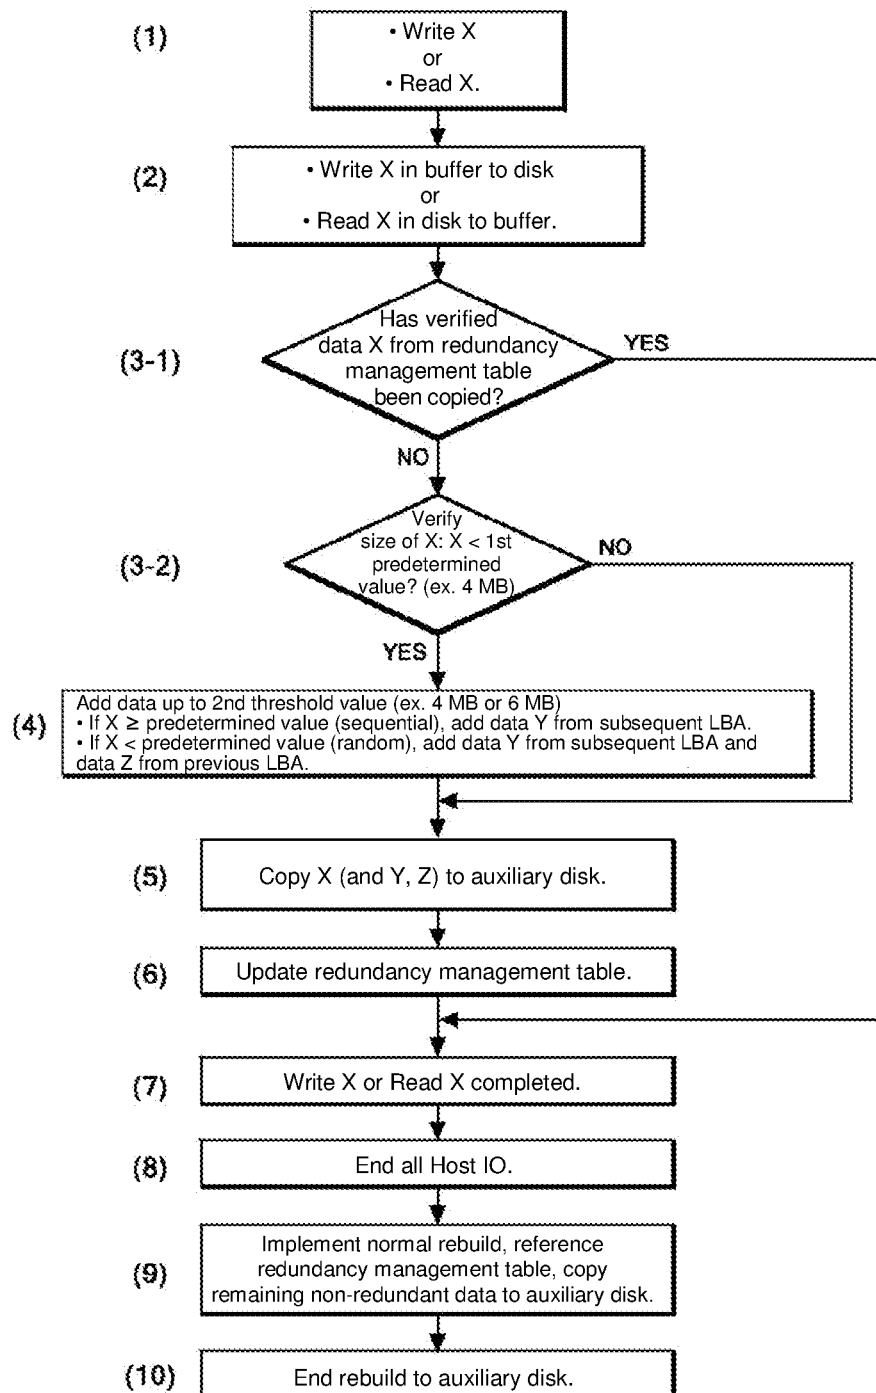 (1)
• Write X
or
• Read X.
(2)
• Write X in buffer to disk
or
• Read X in disk to buffer.
(3-1)
Has verified
data X from redundancy
management table
been copied?
YES
NO
(3-2)
Verify
size of X: X < 1st
predetermined
value? (ex. 4 MB)
NO
YES
(4)
Add data up to 2nd threshold value (ex. 4 MB or 6 MB)
• If X ≥ predetermined value (sequential), add data Y from subsequent LBA.
• If X < predetermined value (random), add data Y from subsequent LBA and
data Z from previous LBA.
(5)
Copy X (and Y, Z) to auxiliary disk.
(6)
Update redundancy management table.
(7)
Write X or Read X completed.
(8)
End all Host IO.
(9)
Implement normal rebuild, reference
redundancy management table, copy
remaining non-redundant data to auxiliary disk.
(10)
End rebuild to auxiliary disk.